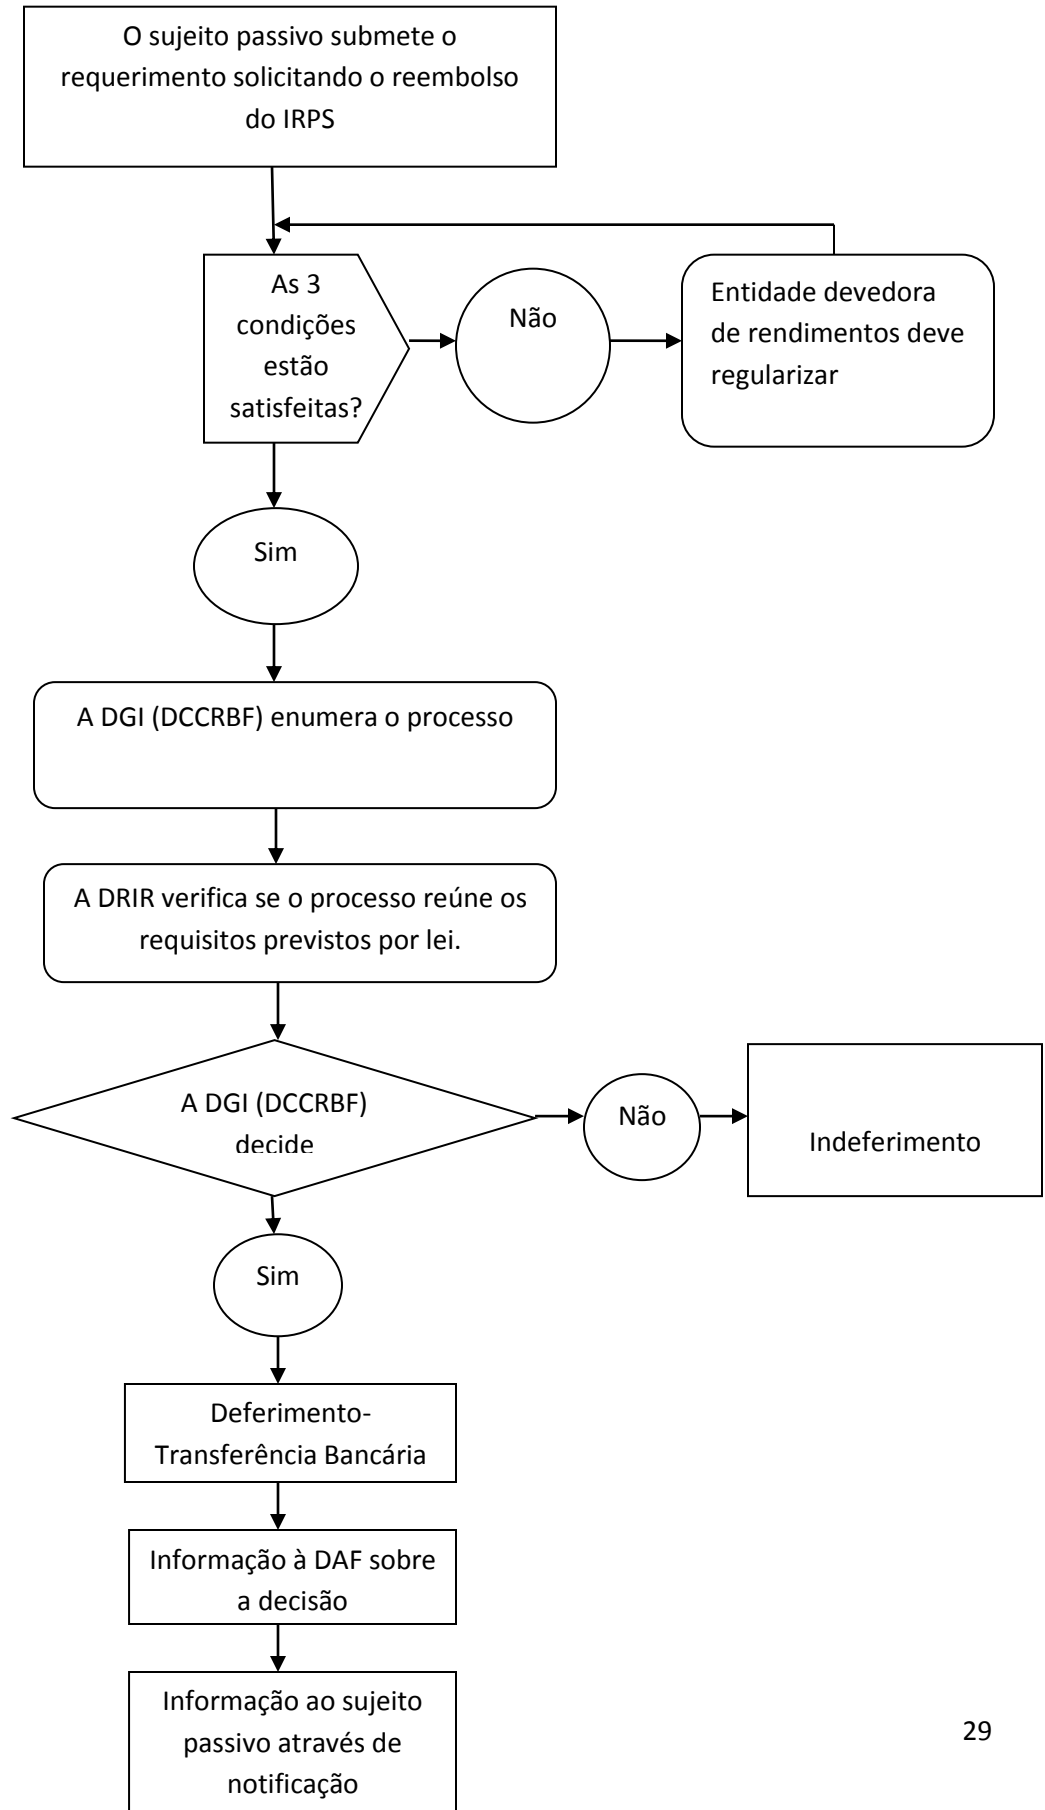 O sujeito passivo submete o
requerimento solicitando o reembolso
do IRPS
As 3
condições
estão
satisfeitas?
Não
Entidade devedora
de rendimentos deve
regularizar
Sim
A DGI (DCCRBF) enumera o processo
A DRIR verifica se o processo reúne os
requisitos previstos por lei.
A DGI (DCCRBF)
decide
Não
Indeferimento
Sim
Deferimento-
Transferência Bancária
Informação à DAF sobre
a decisão
Informação ao sujeito
passivo através de
notificação
29